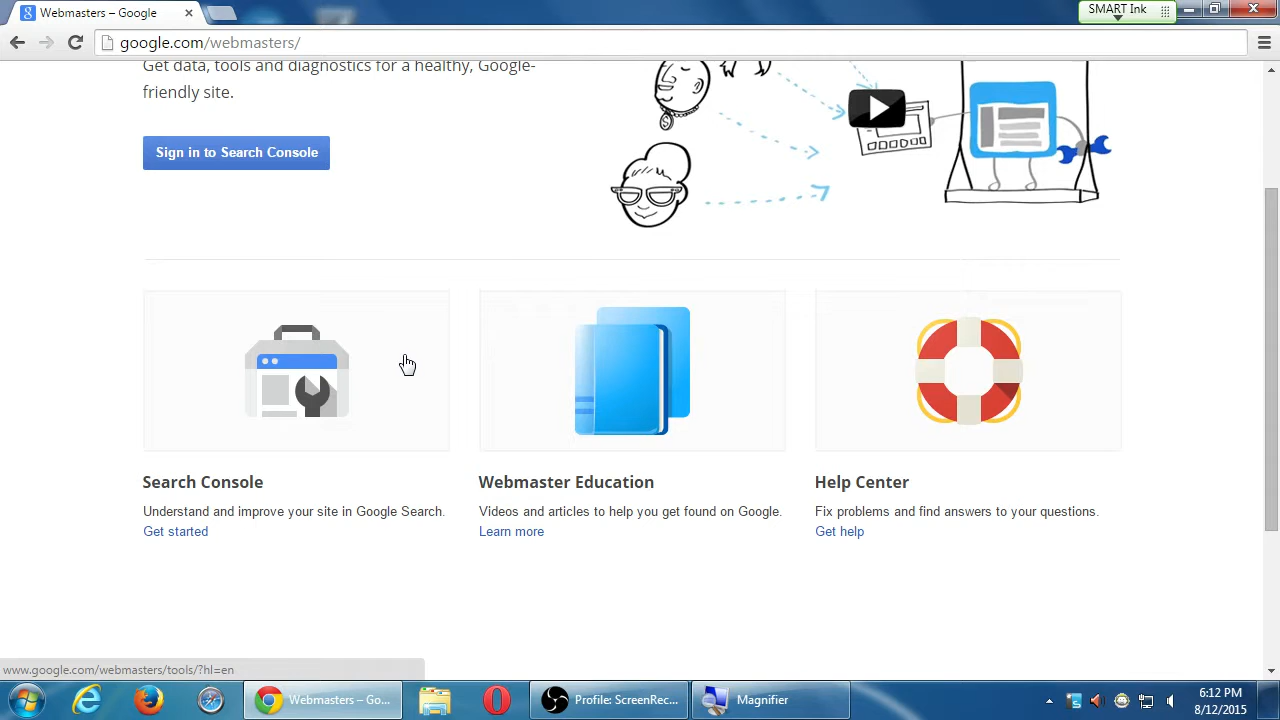 Webmasters – Google
SMART Ink
google.com/webmasters/
Get data, tools and diagnostics for a healthy, Google-
friendly site.
Sign in to Search Console
Search Console
Understand and improve your site in Google Search.
Get started
Webmaster Education
Videos and articles to help you get found on Google.
Learn more
Help Center
Fix problems and find answers to your questions.
Get help
www.google.com/webmasters/tools/?hl=en
Webmasters – Go...
Profile: ScreenRec...
Magnifier
6:12 PM
8/12/2015